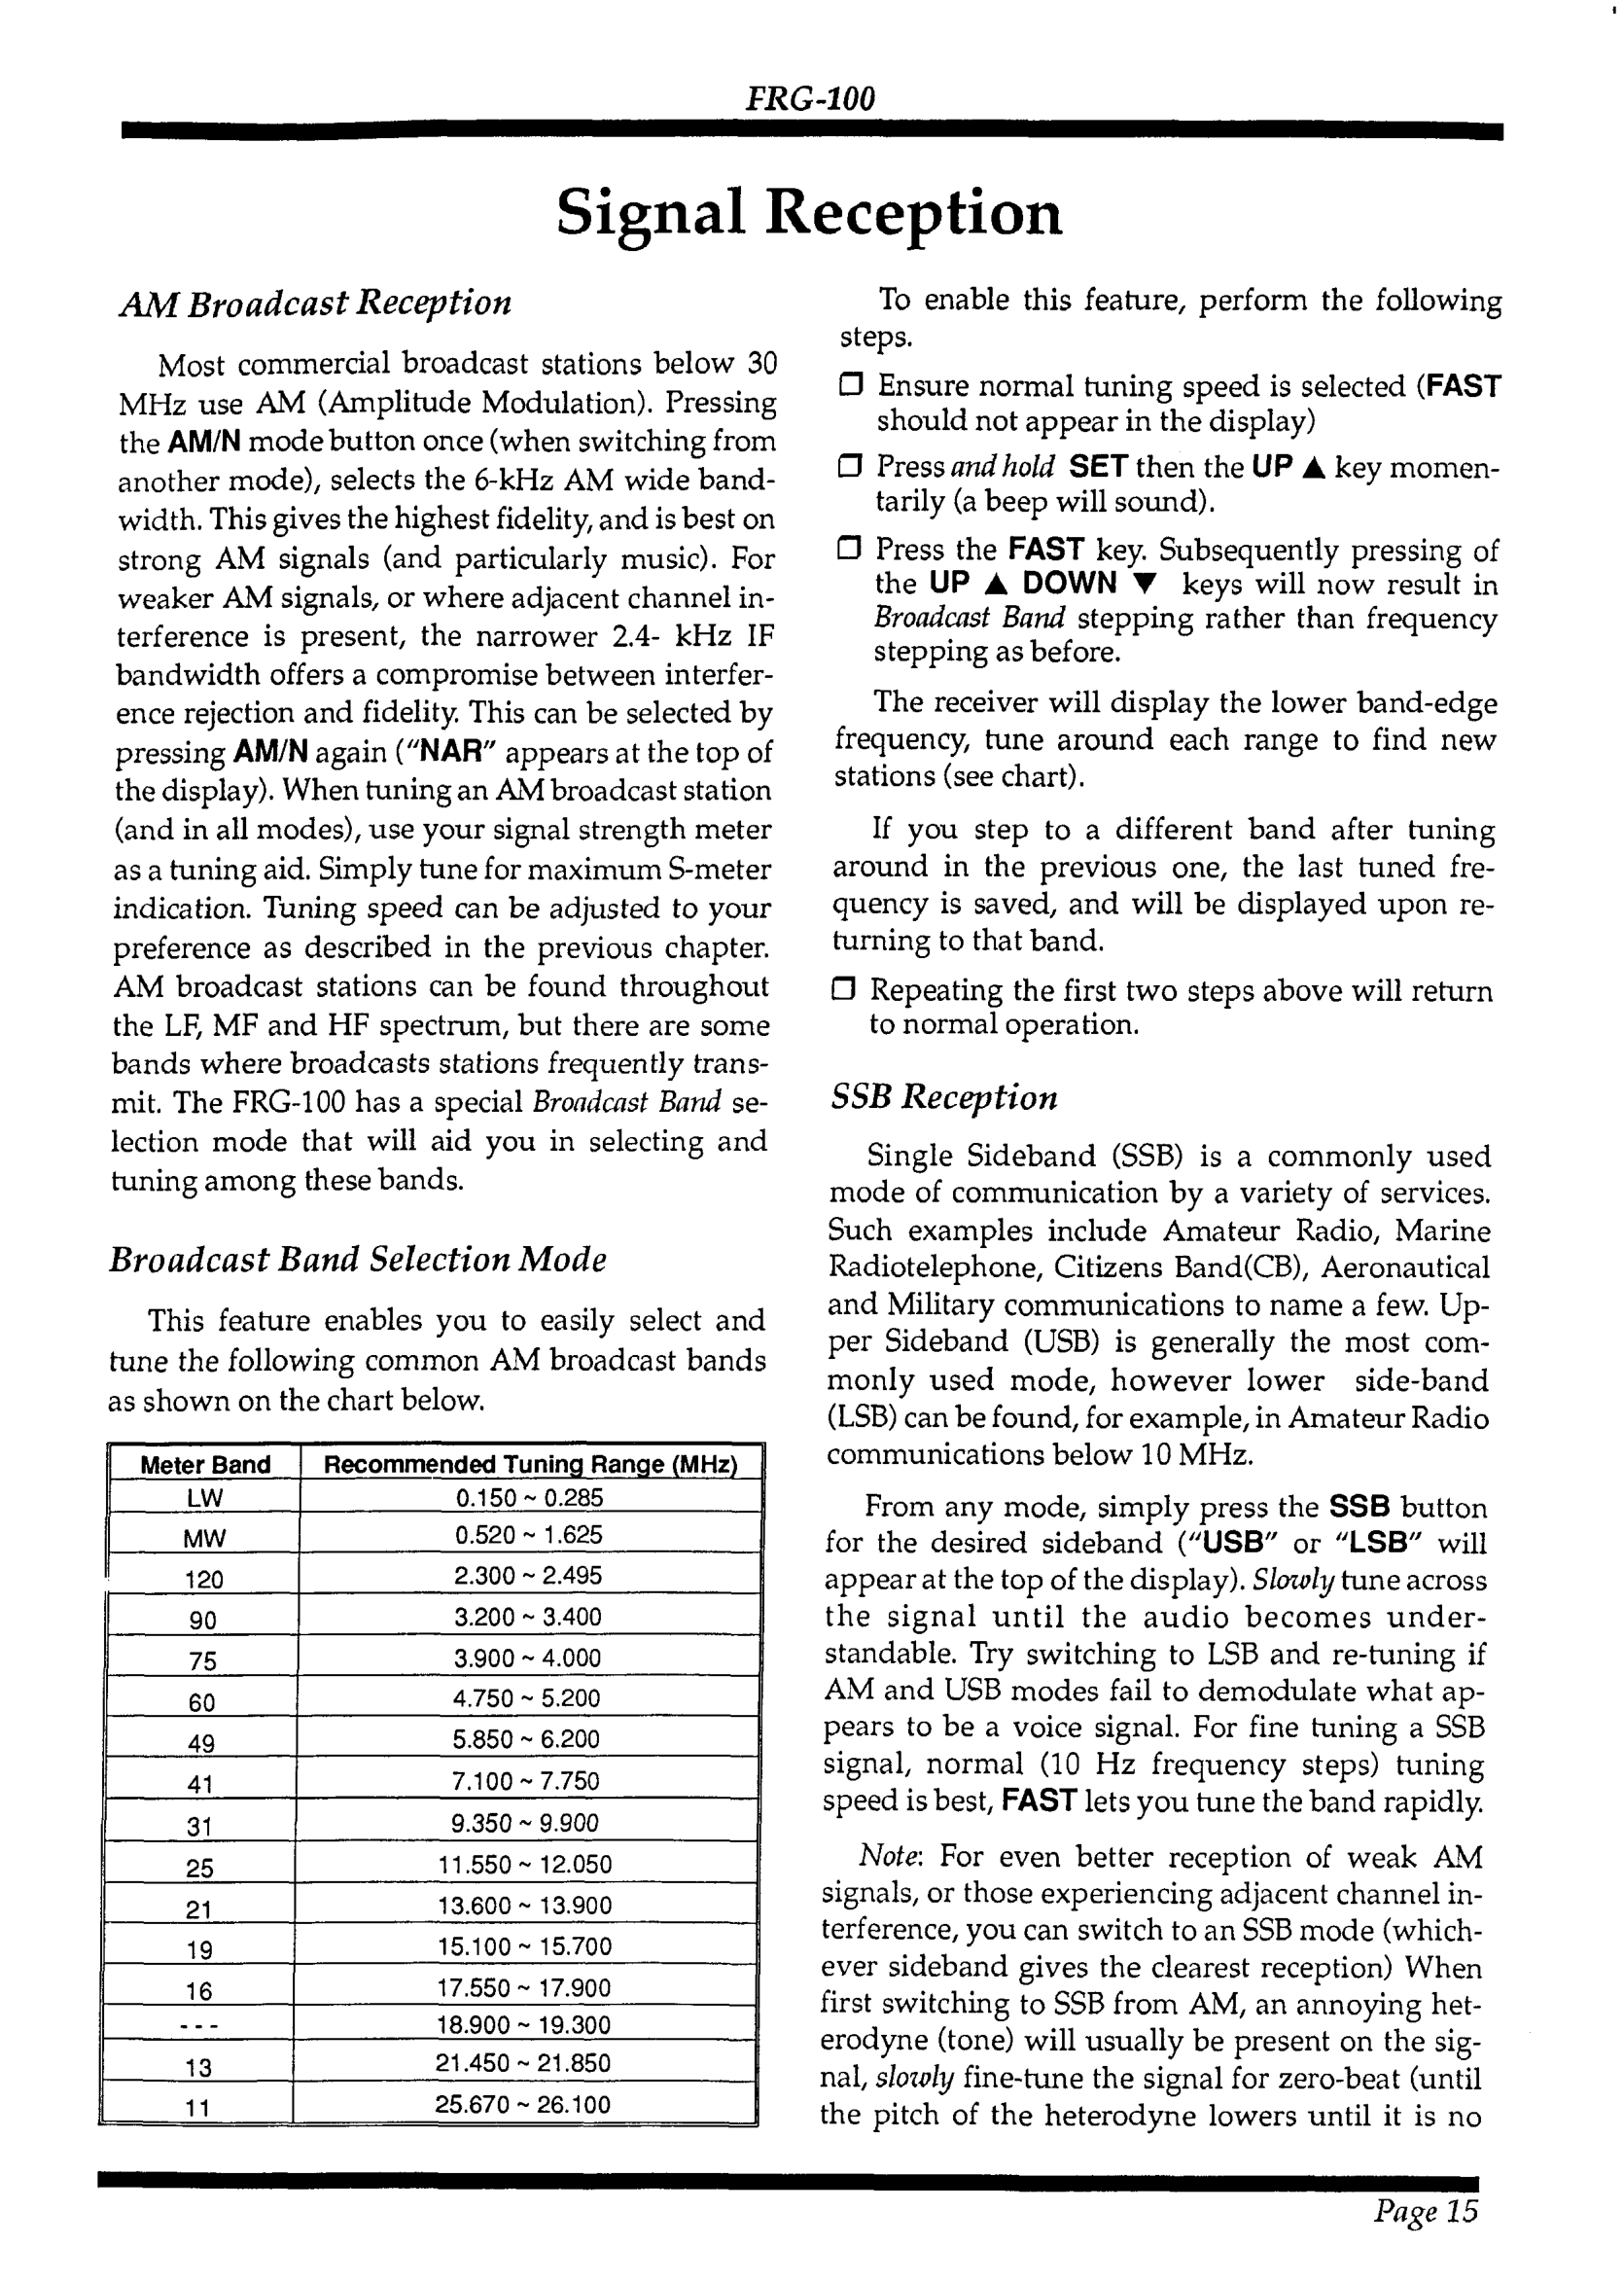 FRG-100
Signal Reception
AM Broadcast Reception
Most commercial broadcast stations below 30
MHz use AM (Amplitude Modulation). Pressing
the AM/N mode button once (when switching from
another mode), selects the 6-kHz AM wide band-
width. This gives the highest fidelity, and is best on
strong AM signals (and particularly music). For
weaker AM signals, or where adjacent channel in-
terference is present, the narrower 2.4- kHz IF
bandwidth offers a compromise between interfer-
ence rejection and fidelity. This can be selected by
pressing AM/N again ("NAR" appears at the top of
the display). When tuning an AM broadcast station
(and in all modes), use your signal strength meter
as a tuning aid. Simply tune for maximum S-meter
indication. Tuning speed can be adjusted to your
preference as described in the previous chapter.
AM broadcast stations can be found throughout
the LF, MF and HF spectrum, but there are some
bands where broadcasts stations frequently trans-
mit. The FRG-100 has a special Broadcast Band se-
lection mode that will aid you in selecting and
tuning among these bands.
Broadcast Band Selection Mode
This feature enables you to easily select and
tune the following common AM broadcast bands
as shown on the chart below.
Meter Band Recommended Tuning Range (MHz)
LW 0.150 ~ 0.285
MW 0.520 ~ 1.625
120 2.300 ~ 2.495
90 3.200 ~ 3.400
75 3.900 ~ 4.000
60 4.750 ~ 5.200
49 5.850 ~ 6.200
41 7.100 ~ 7.750
31 9.350 ~ 9.900
25 11.550 ~ 12.050
21 13.600 ~ 13.900
19 15.100 ~ 15.700
16 17.550 ~ 17.900
--- 18.900 ~ 19.300
13 21.450 ~ 21.850
11 25.670 ~ 26.100
To enable this feature, perform the following
steps.
❒ Ensure normal tuning speed is selected (FAST
should not appear in the display)
❒ Press and hold SET then the UP ▲ key momen-
tarily (a beep will sound).
❒ Press the FAST key. Subsequently pressing of
the UP ▲ DOWN ▼ keys will now result in
Broadcast Band stepping rather than frequency
stepping as before.
The receiver will display the lower band-edge
frequency, tune around each range to find new
stations (see chart).
If you step to a different band after tuning
around in the previous one, the last tuned fre-
quency is saved, and will be displayed upon re-
turning to that band.
❒ Repeating the first two steps above will return
to normal operation.
SSB Reception
Single Sideband (SSB) is a commonly used
mode of communication by a variety of services.
Such examples include Amateur Radio, Marine
Radiotelephone, Citizens Band(CB), Aeronautical
and Military communications to name a few. Up-
per Sideband (USB) is generally the most com-
monly used mode, however lower side-band
(LSB) can be found, for example, in Amateur Radio
communications below 10 MHz.
From any mode, simply press the SSB button
for the desired sideband ("USB" or "LSB" will
appear at the top of the display). Slowly tune across
the signal until the audio becomes under-
standable. Try switching to LSB and re-tuning if
AM and USB modes fail to demodulate what ap-
pears to be a voice signal. For fine tuning a SSB
signal, normal (10 Hz frequency steps) tuning
speed is best, FAST lets you tune the band rapidly.
Note: For even better reception of weak AM
signals, or those experiencing adjacent channel in-
terference, you can switch to an SSB mode (which-
ever sideband gives the clearest reception) When
first switching to SSB from AM, an annoying het-
erodyne (tone) will usually be present on the sig-
nal, slowly fine-tune the signal for zero-beat (until
the pitch of the heterodyne lowers until it is no
Page 15